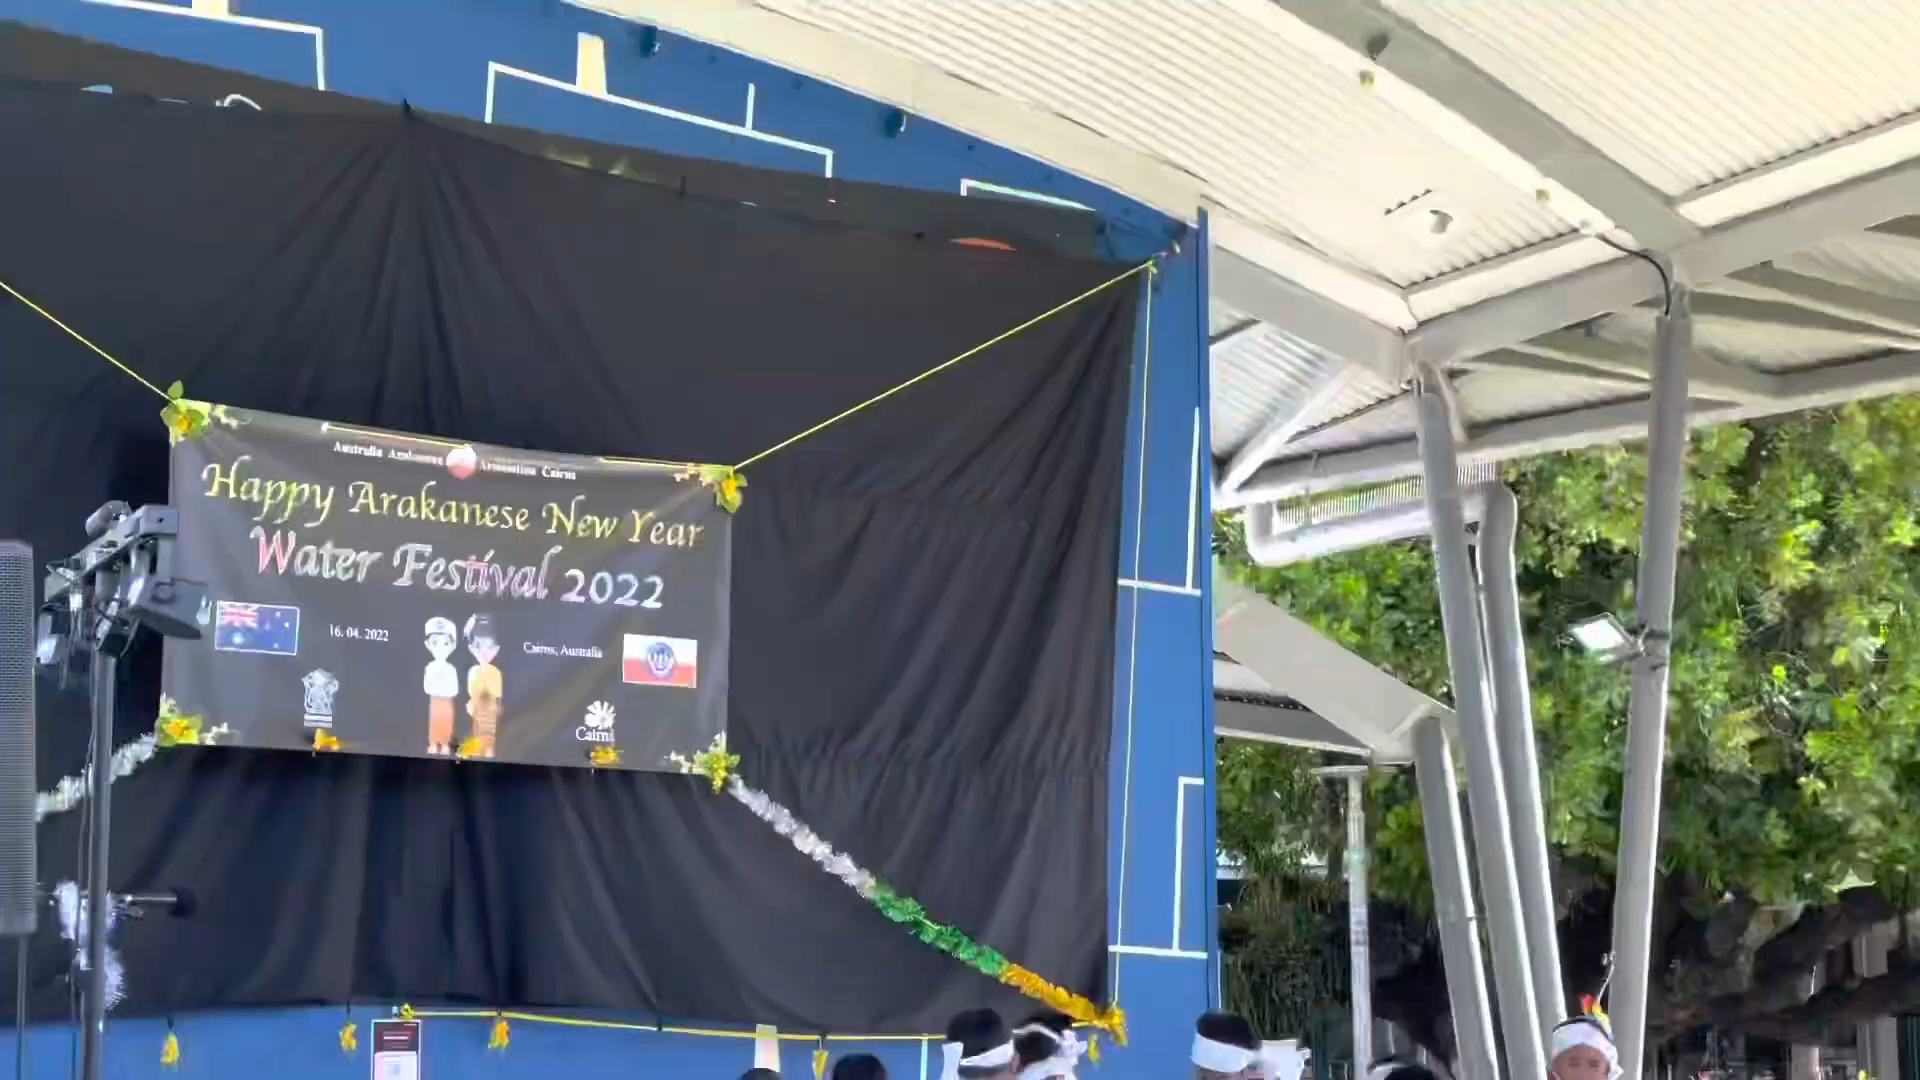 Australia Arakanese Association Cairns
Happy Arakanese New Year
Water Festival 2022
16. 04. 2022
Cairns, Australia
Cairns